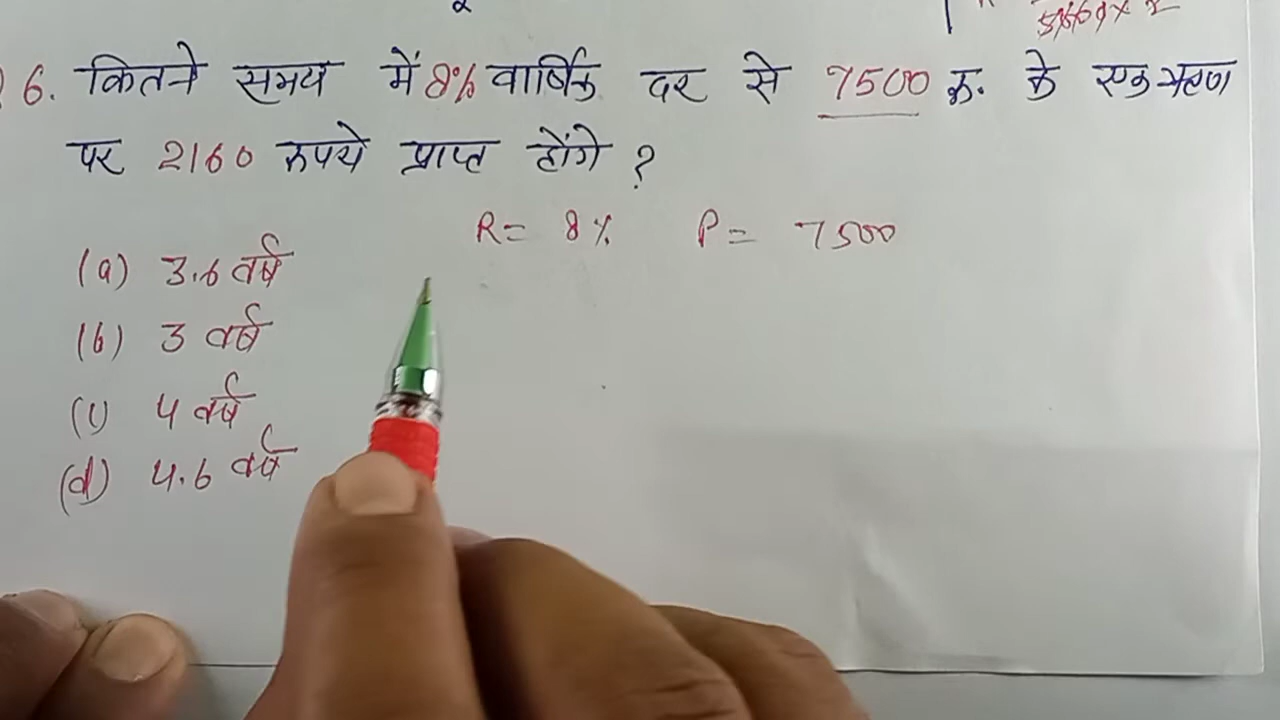 6. कितने समय में 8% वार्षिक दर से 7500 रू. के एक ऋण
पर 2160 रुपये प्राप्त होंगे ?
R = 8% P = 7500
(a) 3.6 वर्ष
(b) 3 वर्ष
(c) 4 वर्ष
(d) 4.6 वर्ष